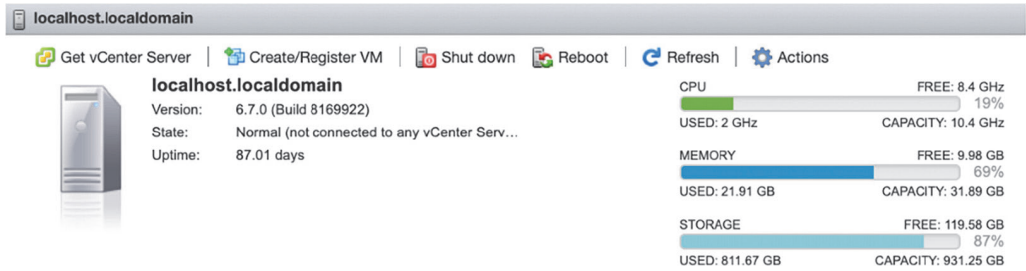 localhost.localdomain
Get vCenter Server Create/Register VM Shut down Reboot Refresh Actions
localhost.localdomain
Version: 6.7.0 (Build 8169922)
State: Normal (not connected to any vCenter Serv...
Uptime: 87.01 days
CPU FREE: 8.4 GHz
19%
USED: 2 GHz CAPACITY: 10.4 GHz
MEMORY FREE: 9.98 GB
69%
USED: 21.91 GB CAPACITY: 31.89 GB
STORAGE FREE: 119.58 GB
87%
USED: 811.67 GB CAPACITY: 931.25 GB